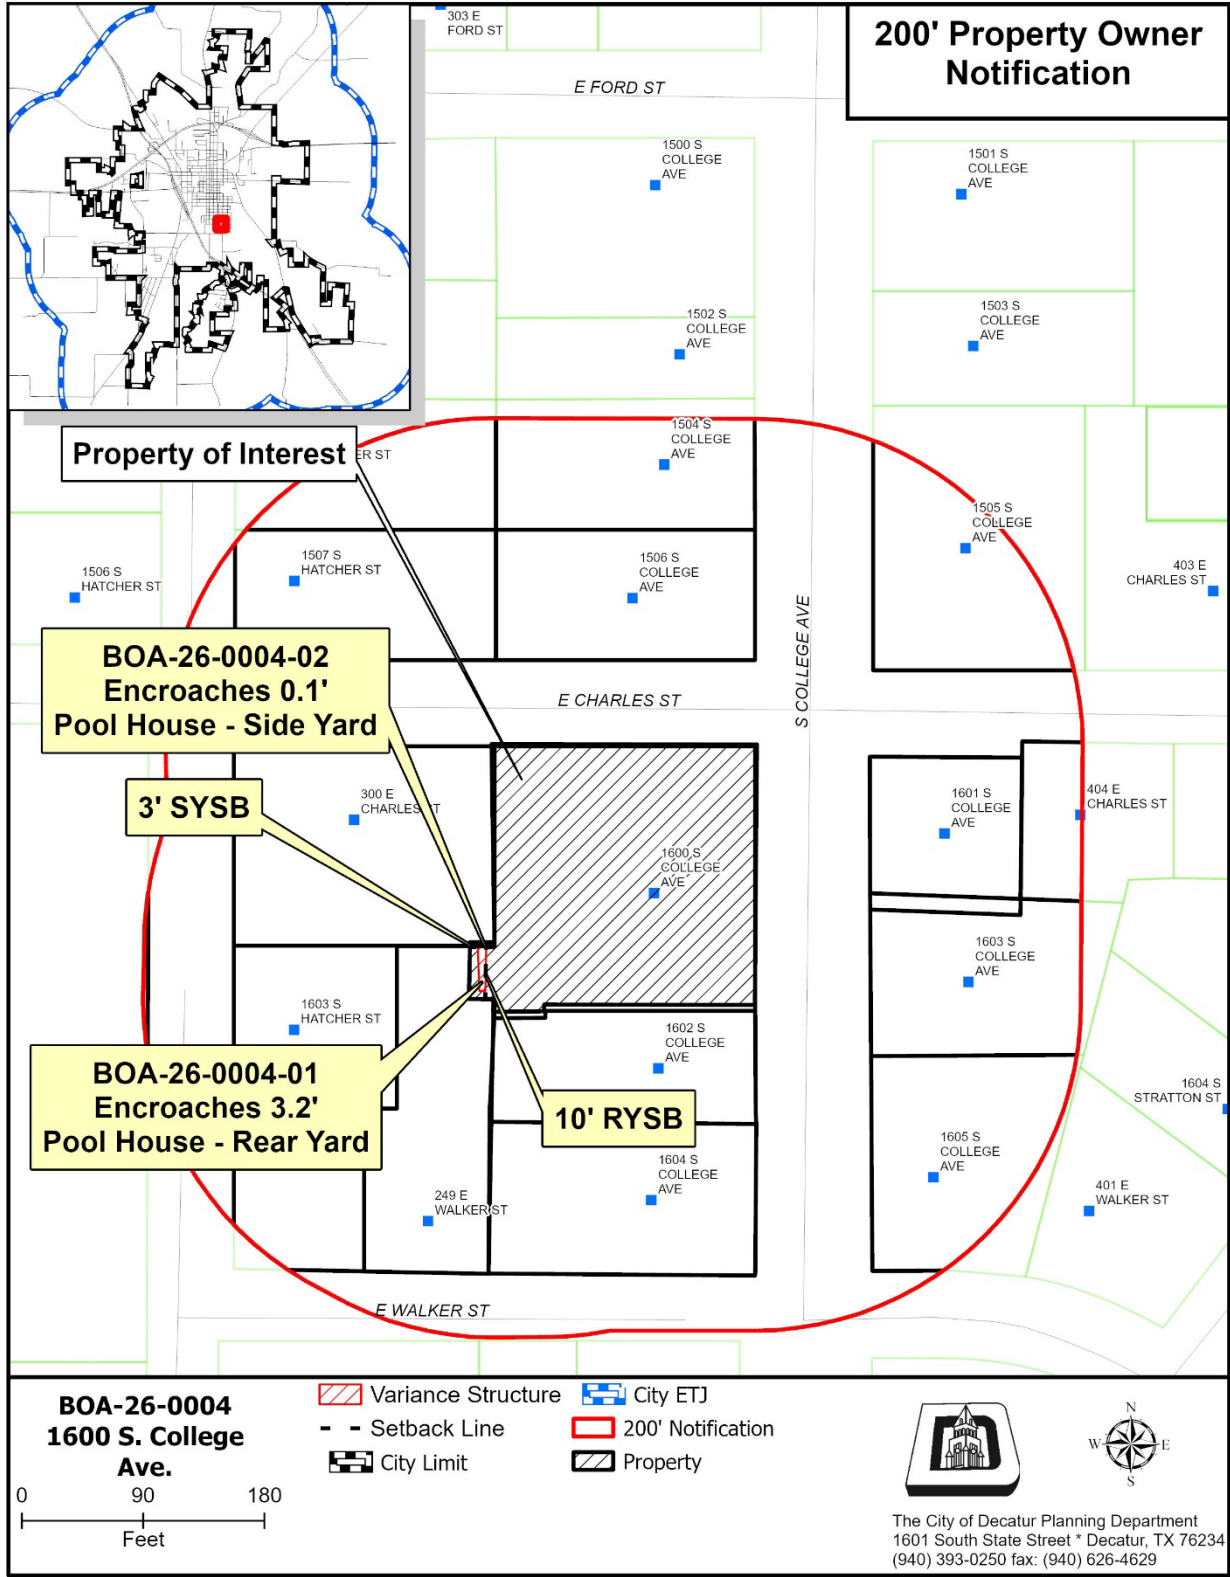 200' Property Owner
Notification
303 E
FORD ST
E FORD ST
1500 S
COLLEGE
AVE
1501 S
COLLEGE
AVE
1502 S
COLLEGE
AVE
1503 S
COLLEGE
AVE
Property of Interest
ER ST
1504 S
COLLEGE
AVE
1505 S
COLLEGE
AVE
1506 S
HATCHER ST
1507 S
HATCHER ST
1506 S
COLLEGE
AVE
403 E
CHARLES ST
BOA-26-0004-02
Encroaches 0.1'
Pool House - Side Yard
S COLLEGE AVE
E CHARLES ST
3' SYSB
300 E
CHARLES ST
1601 S
COLLEGE
AVE
404 E
CHARLES ST
1600 S
COLLEGE
AVE
1603 S
COLLEGE
AVE
1603 S
HATCHER ST
1602 S
COLLEGE
AVE
BOA-26-0004-01
Encroaches 3.2'
Pool House - Rear Yard
10' RYSB
1604 S
STRATTON ST
1604 S
COLLEGE
AVE
1605 S
COLLEGE
AVE
249 E
WALKER ST
401 E
WALKER ST
E WALKER ST
BOA-26-0004
1600 S. College
Ave.
0 90 180
Feet
Variance Structure
Setback Line
City Limit
City ETJ
200' Notification
Property
D
N
W E
S
The City of Decatur Planning Department
1601 South State Street * Decatur, TX 76234
(940) 393-0250 fax: (940) 626-4629